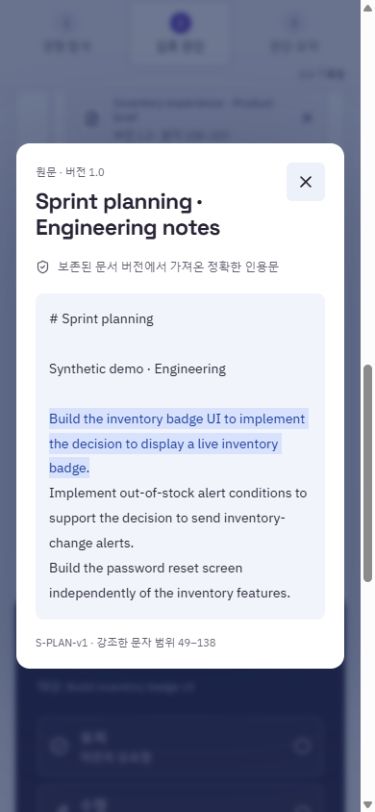 원문 · 버전 1.0
Sprint planning ·
Engineering notes
보존된 문서 버전에서 가져온 정확한 인용문
# Sprint planning
Synthetic demo · Engineering
Build the inventory badge UI to implement
the decision to display a live inventory
badge.
Implement out-of-stock alert conditions to
support the decision to send inventory-
change alerts.
Build the password reset screen
independently of the inventory features.
S-PLAN-v1 · 강조한 문자 범위 49–138